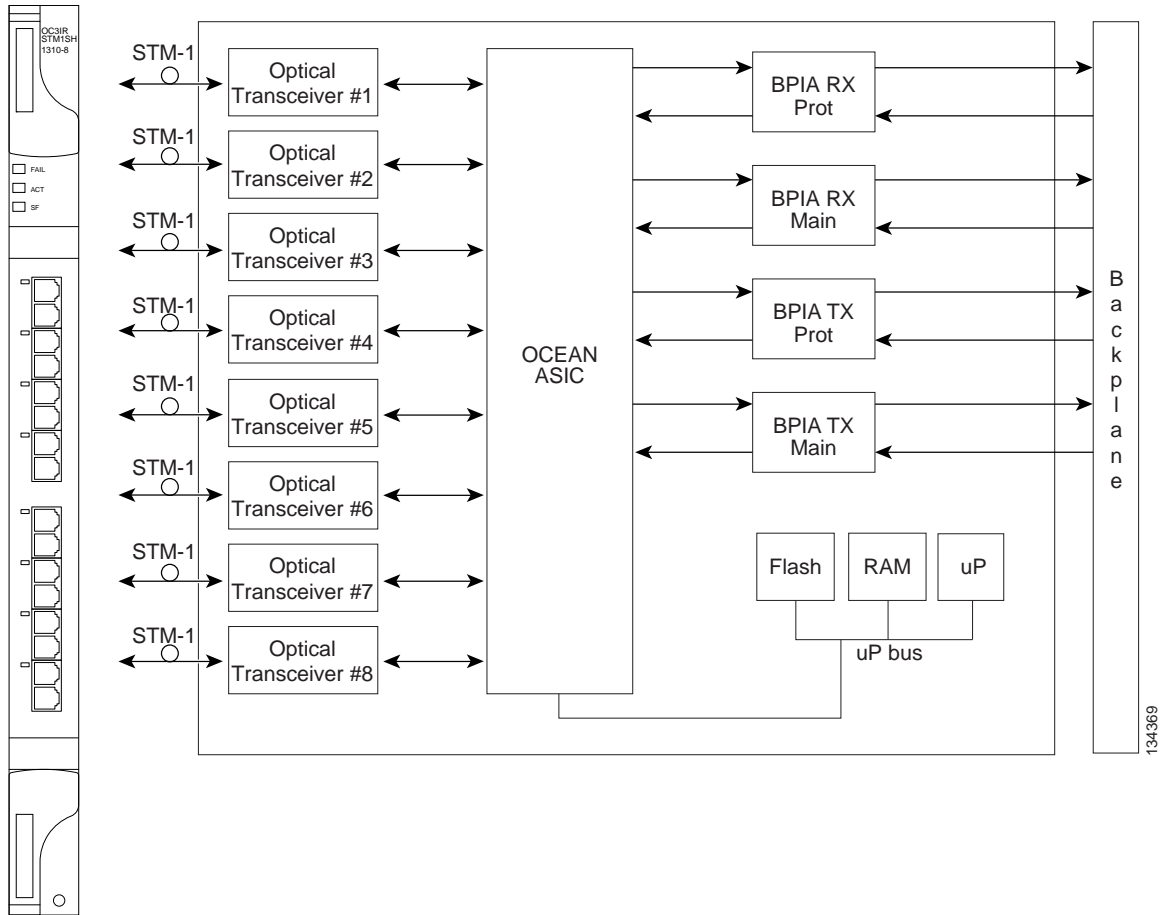 OC3IR
STM1SH
1310-8
FAIL
ACT
SF
STM-1
Optical
Transceiver #1
STM-1
Optical
Transceiver #2
STM-1
Optical
Transceiver #3
STM-1
Optical
Transceiver #4
STM-1
Optical
Transceiver #5
STM-1
Optical
Transceiver #6
STM-1
Optical
Transceiver #7
STM-1
Optical
Transceiver #8
OCEAN
ASIC
BPIA RX
Prot
BPIA RX
Main
BPIA TX
Prot
BPIA TX
Main
Flash
RAM
uP
uP bus
Backplane
134369